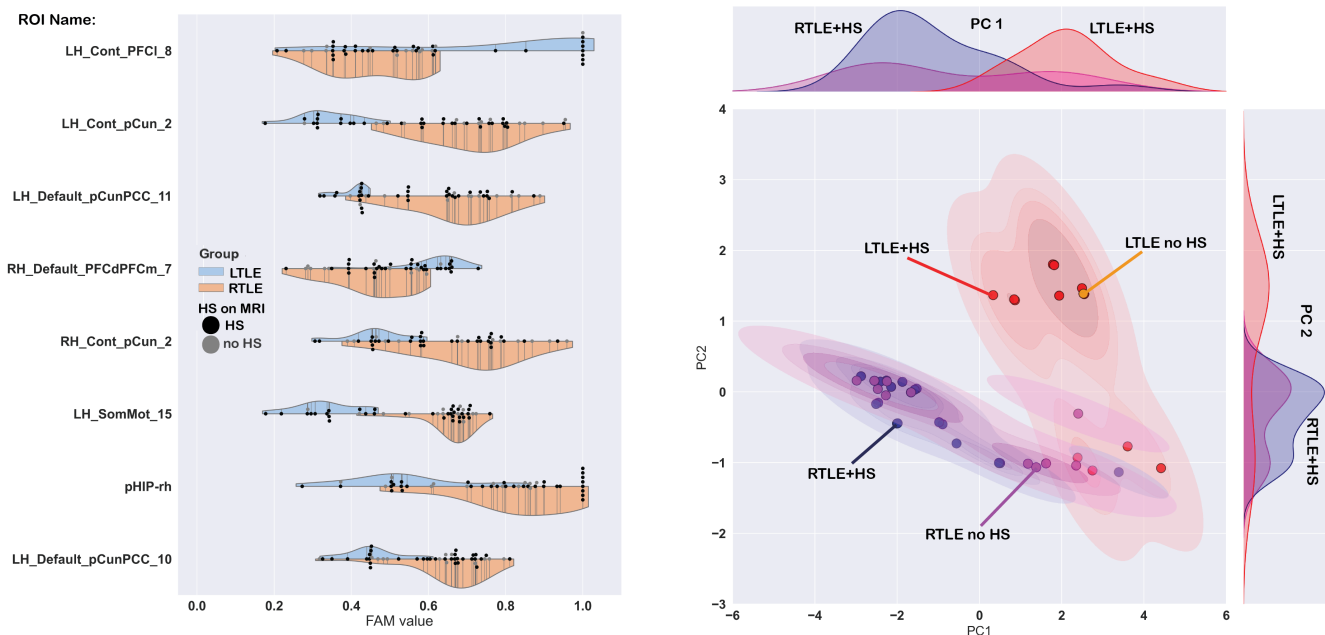 ROI Name:
LH_Cont_PFCl_8
LH_Cont_pCun_2
LH_Default_pCunPCC_11
RH_Default_PFCdPFCm_7
RH_Cont_pCun_2
LH_SomMot_15
pHIP-rh
LH_Default_pCunPCC_10
Group
LTLE
RTLE
HS on MRI
HS
no HS
0.0
0.2
0.4
0.6
0.8
1.0
FAM value
RTLE+HS
PC 1
LTLE+HS
4
3
2
1
0
−1
−2
−3
PC2
LTLE+HS
LTLE no HS
RTLE+HS
RTLE no HS
−6
−4
−2
0
2
4
6
PC1
LTLE+HS
PC 2
RTLE+HS